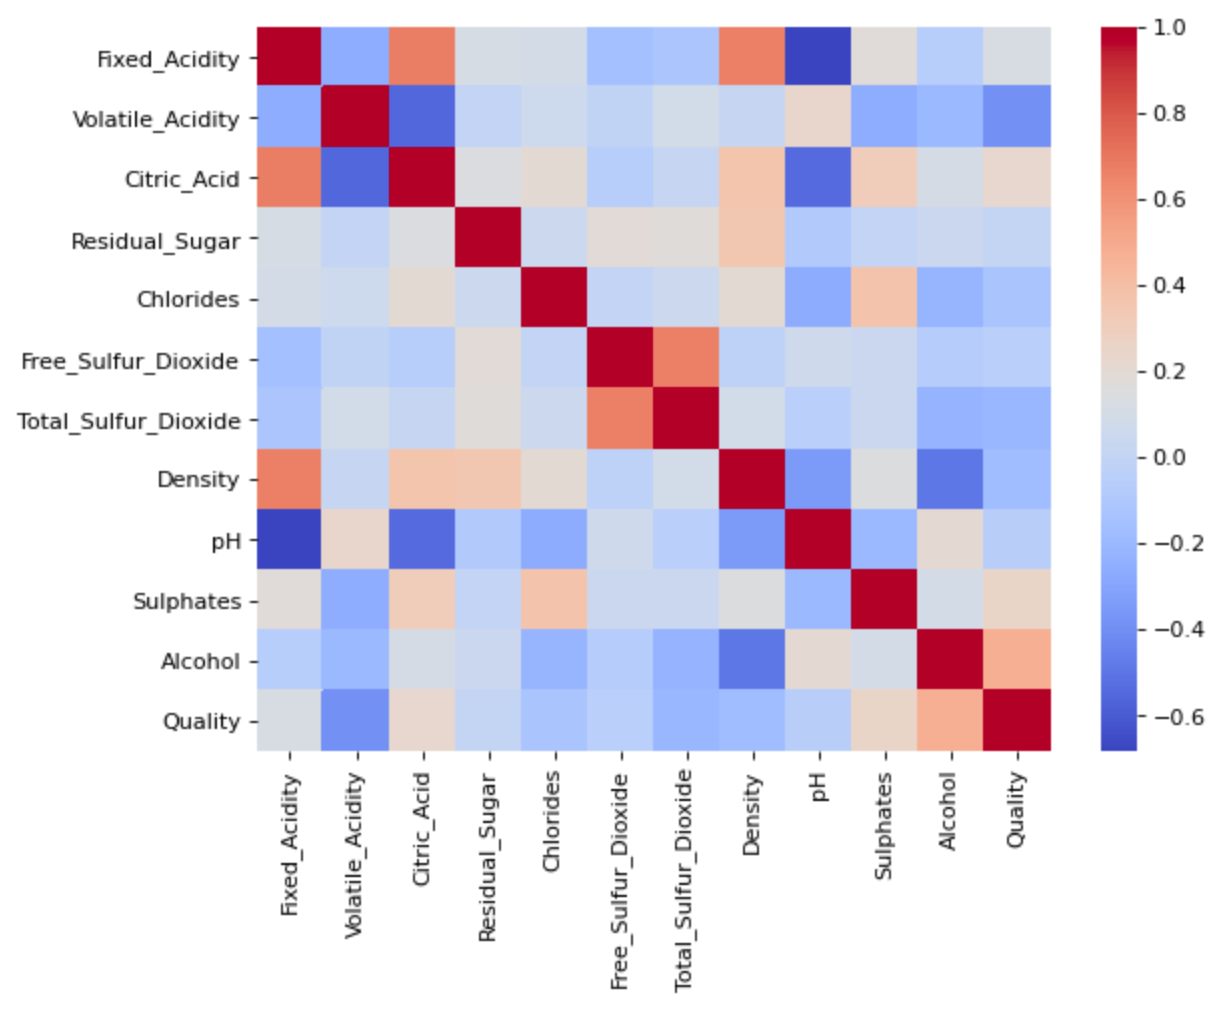 Fixed_Acidity
Volatile_Acidity
Citric_Acid
Residual_Sugar
Chlorides
Free_Sulfur_Dioxide
Total_Sulfur_Dioxide
Density
pH
Sulphates
Alcohol
Quality
Fixed_Acidity
Volatile_Acidity
Citric_Acid
Residual_Sugar
Chlorides
Free_Sulfur_Dioxide
Total_Sulfur_Dioxide
Density
pH
Sulphates
Alcohol
Quality
1.0
0.8
0.6
0.4
0.2
0.0
−0.2
−0.4
−0.6